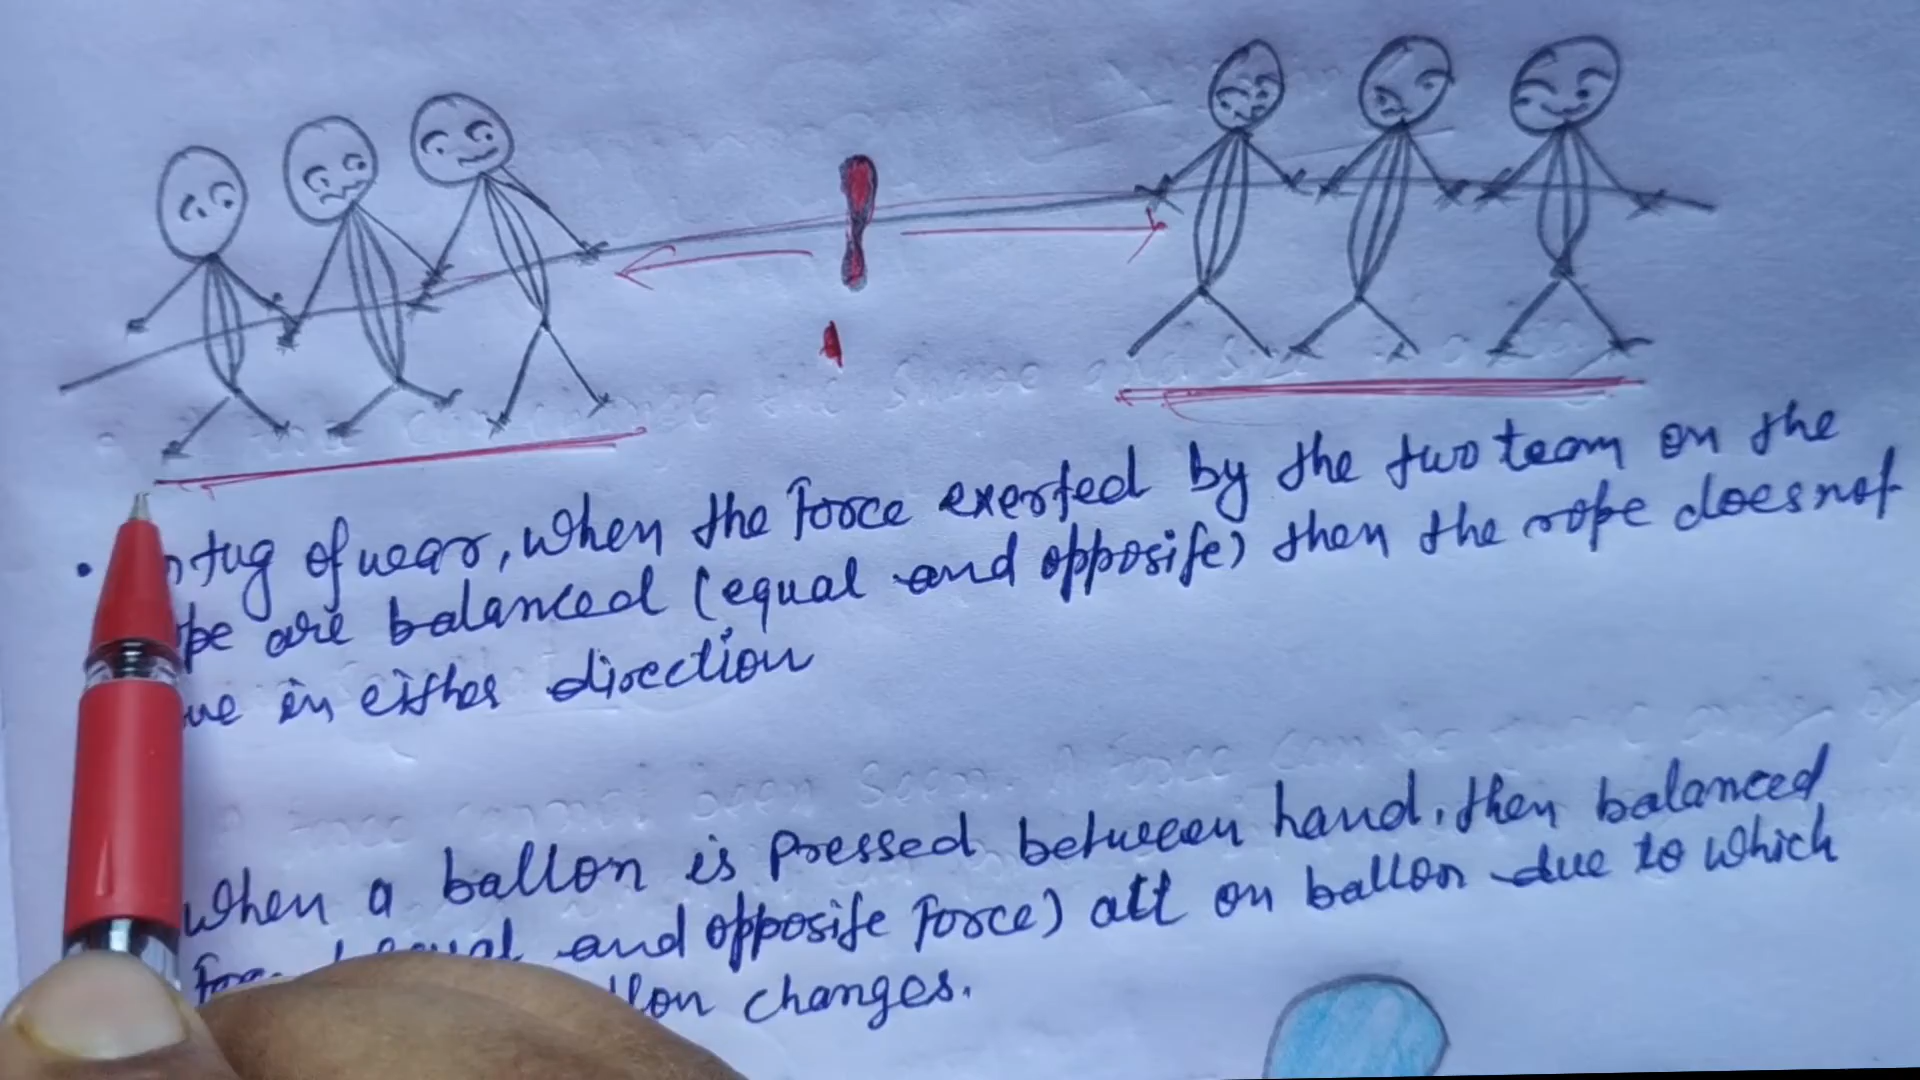 • tug of wear, when the force exerted by the two team on the
are balanced (equal and opposite) then the rope does not
in either direction
when a ballon is pressed between hand. then balanced
and opposite force) att on ballon due to which
changes.